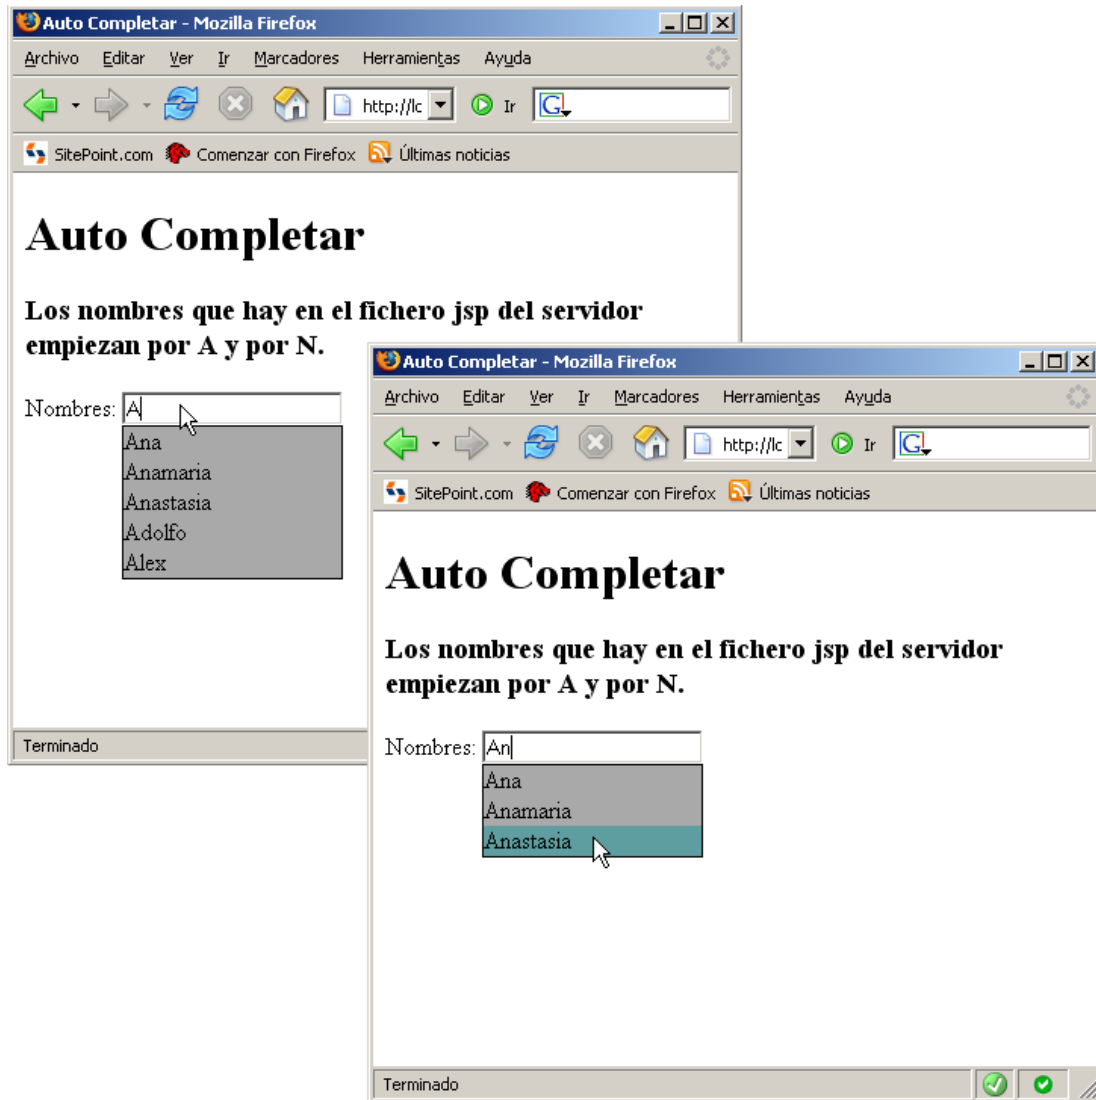 Auto Completar - Mozilla Firefox
Archivo Editar Ver Ir Marcadores Herramientas Ayuda
http://lc Ir G
SitePoint.com Comenzar con Firefox Últimas noticias
Auto Completar
Los nombres que hay en el fichero jsp del servidor
empiezan por A y por N.
Nombres: A
Ana
Anamaria
Anastasia
Adolfo
Alex
Terminado
Auto Completar - Mozilla Firefox
Archivo Editar Ver Ir Marcadores Herramientas Ayuda
http://lc Ir G
SitePoint.com Comenzar con Firefox Últimas noticias
Auto Completar
Los nombres que hay en el fichero jsp del servidor
empiezan por A y por N.
Nombres: An
Ana
Anamaria
Anastasia
Terminado